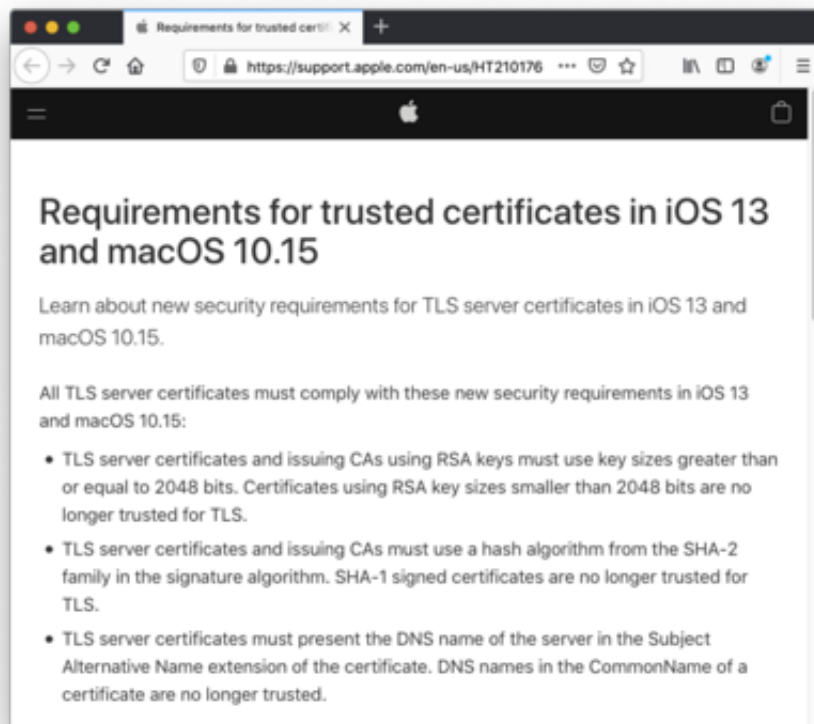 Requirements for trusted certifi
https://support.apple.com/en-us/HT210176
Requirements for trusted certificates in iOS 13
and macOS 10.15
Learn about new security requirements for TLS server certificates in iOS 13 and
macOS 10.15.
All TLS server certificates must comply with these new security requirements in iOS 13
and macOS 10.15:
• TLS server certificates and issuing CAs using RSA keys must use key sizes greater than
or equal to 2048 bits. Certificates using RSA key sizes smaller than 2048 bits are no
longer trusted for TLS.
• TLS server certificates and issuing CAs must use a hash algorithm from the SHA-2
family in the signature algorithm. SHA-1 signed certificates are no longer trusted for
TLS.
• TLS server certificates must present the DNS name of the server in the Subject
Alternative Name extension of the certificate. DNS names in the CommonName of a
certificate are no longer trusted.